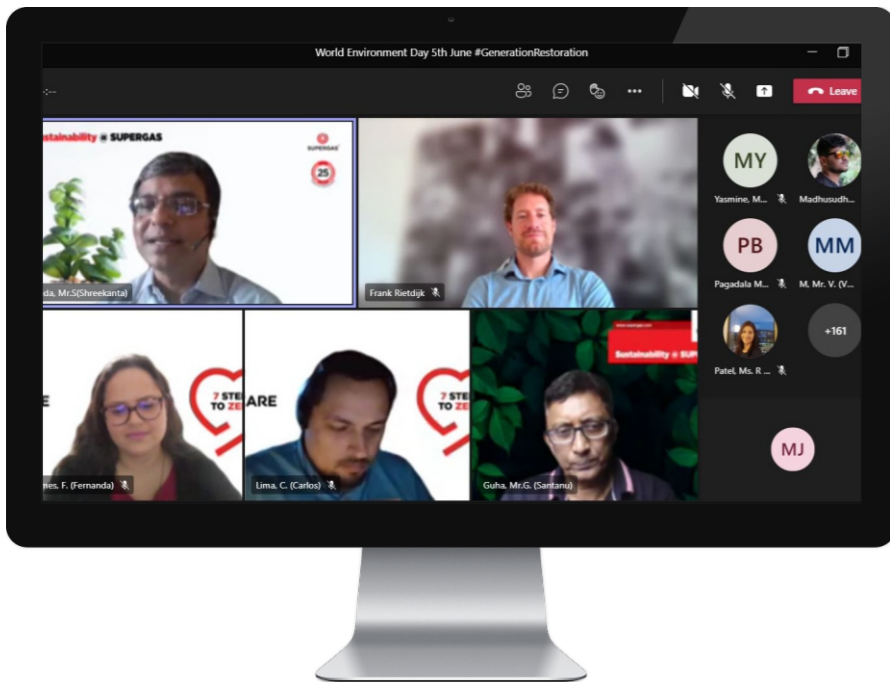 World Environment Day 5th June #GenerationRestoration
Leave
Sustainability @ SUPERGAS
SUPERGAS
25
da, Mr.S(Shreekanta)
Frank Rietdijk
MY
Yasmine, M...
Madhusudh...
PB
Pagadala M...
MM
M, Mr. V. (V...
Patel, Ms. R ...
+161
E
7 STE
TO ZE
mes, F. (Fernanda)
ARE
7 STE
TO ZE
Lima, C. (Carlos)
Sustainability @ SUP
Guha, Mr.G. (Santanu)
MJ